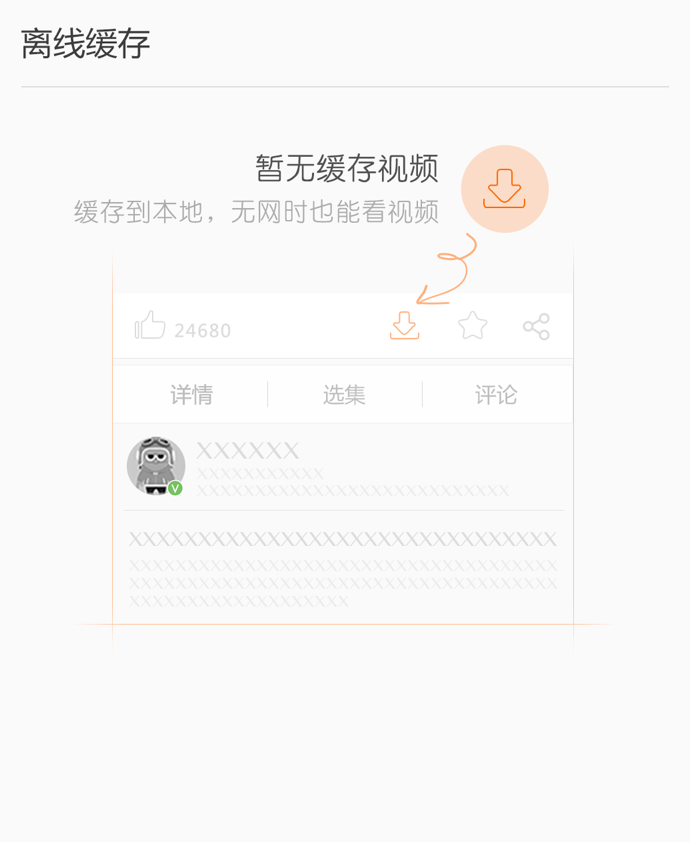 离线缓存
暂无缓存视频
缓存到本地，无网时也能看视频
24680
详情 选集 评论
XXXXXX
XXXXXXXXXXX
XXXXXXXXXXXXXXXXXXXXXXXXXXX
XXXXXXXXXXXXXXXXXXXXXXXXXXXXXXX
XXXXXXXXXXXXXXXXXXXXXXXXXXXXXXXXXXXXX
XXXXXXXXXXXXXXXXXXXXXXXXXXXXXXXXXXXXX
XXXXXXXXXXXXXXXXXXX